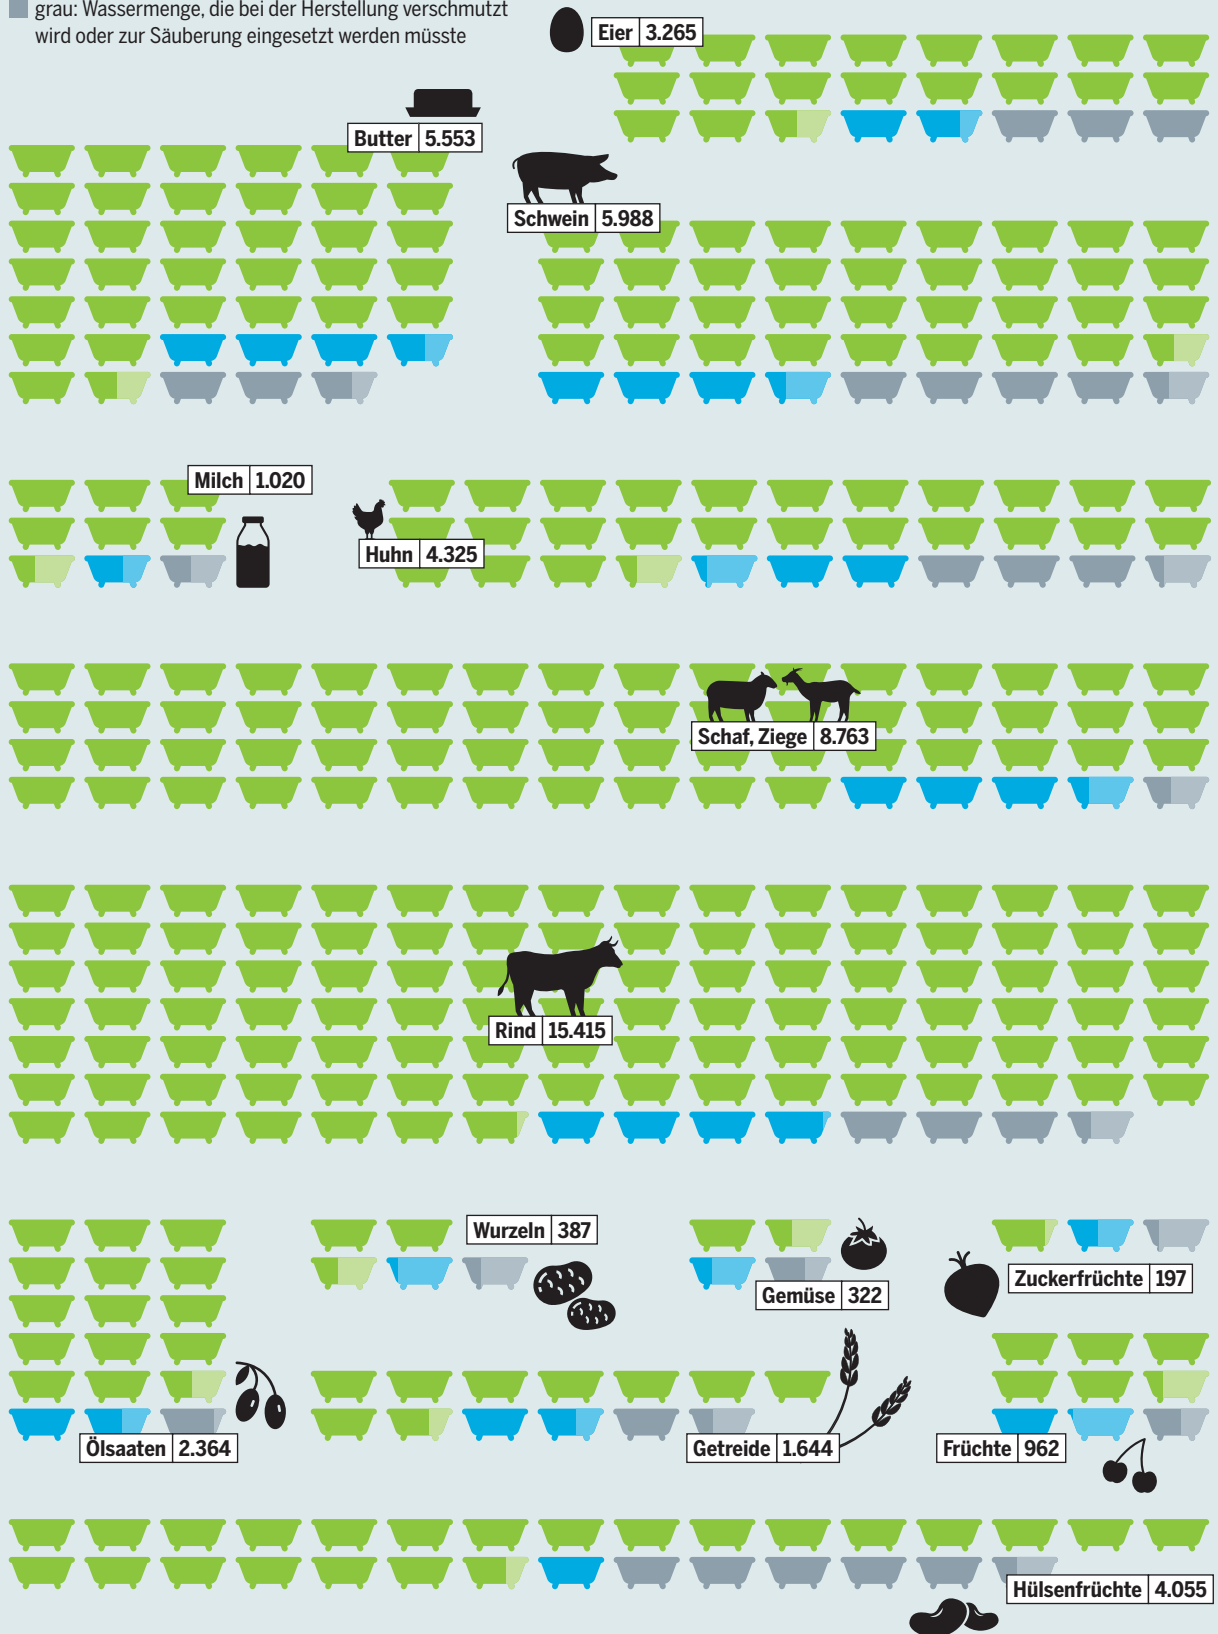 grau: Wassermenge, die bei der Herstellung verschmutzt
wird oder zur Säuberung eingesetzt werden müsste
Eier 3.265
Butter 5.553
Schwein 5.988
Milch 1.020
Huhn 4.325
Schaf, Ziege 8.763
Rind 15.415
Wurzeln 387
Gemüse 322
Zuckerfrüchte 197
Ölsaaten 2.364
Getreide 1.644
Früchte 962
Hülsenfrüchte 4.055